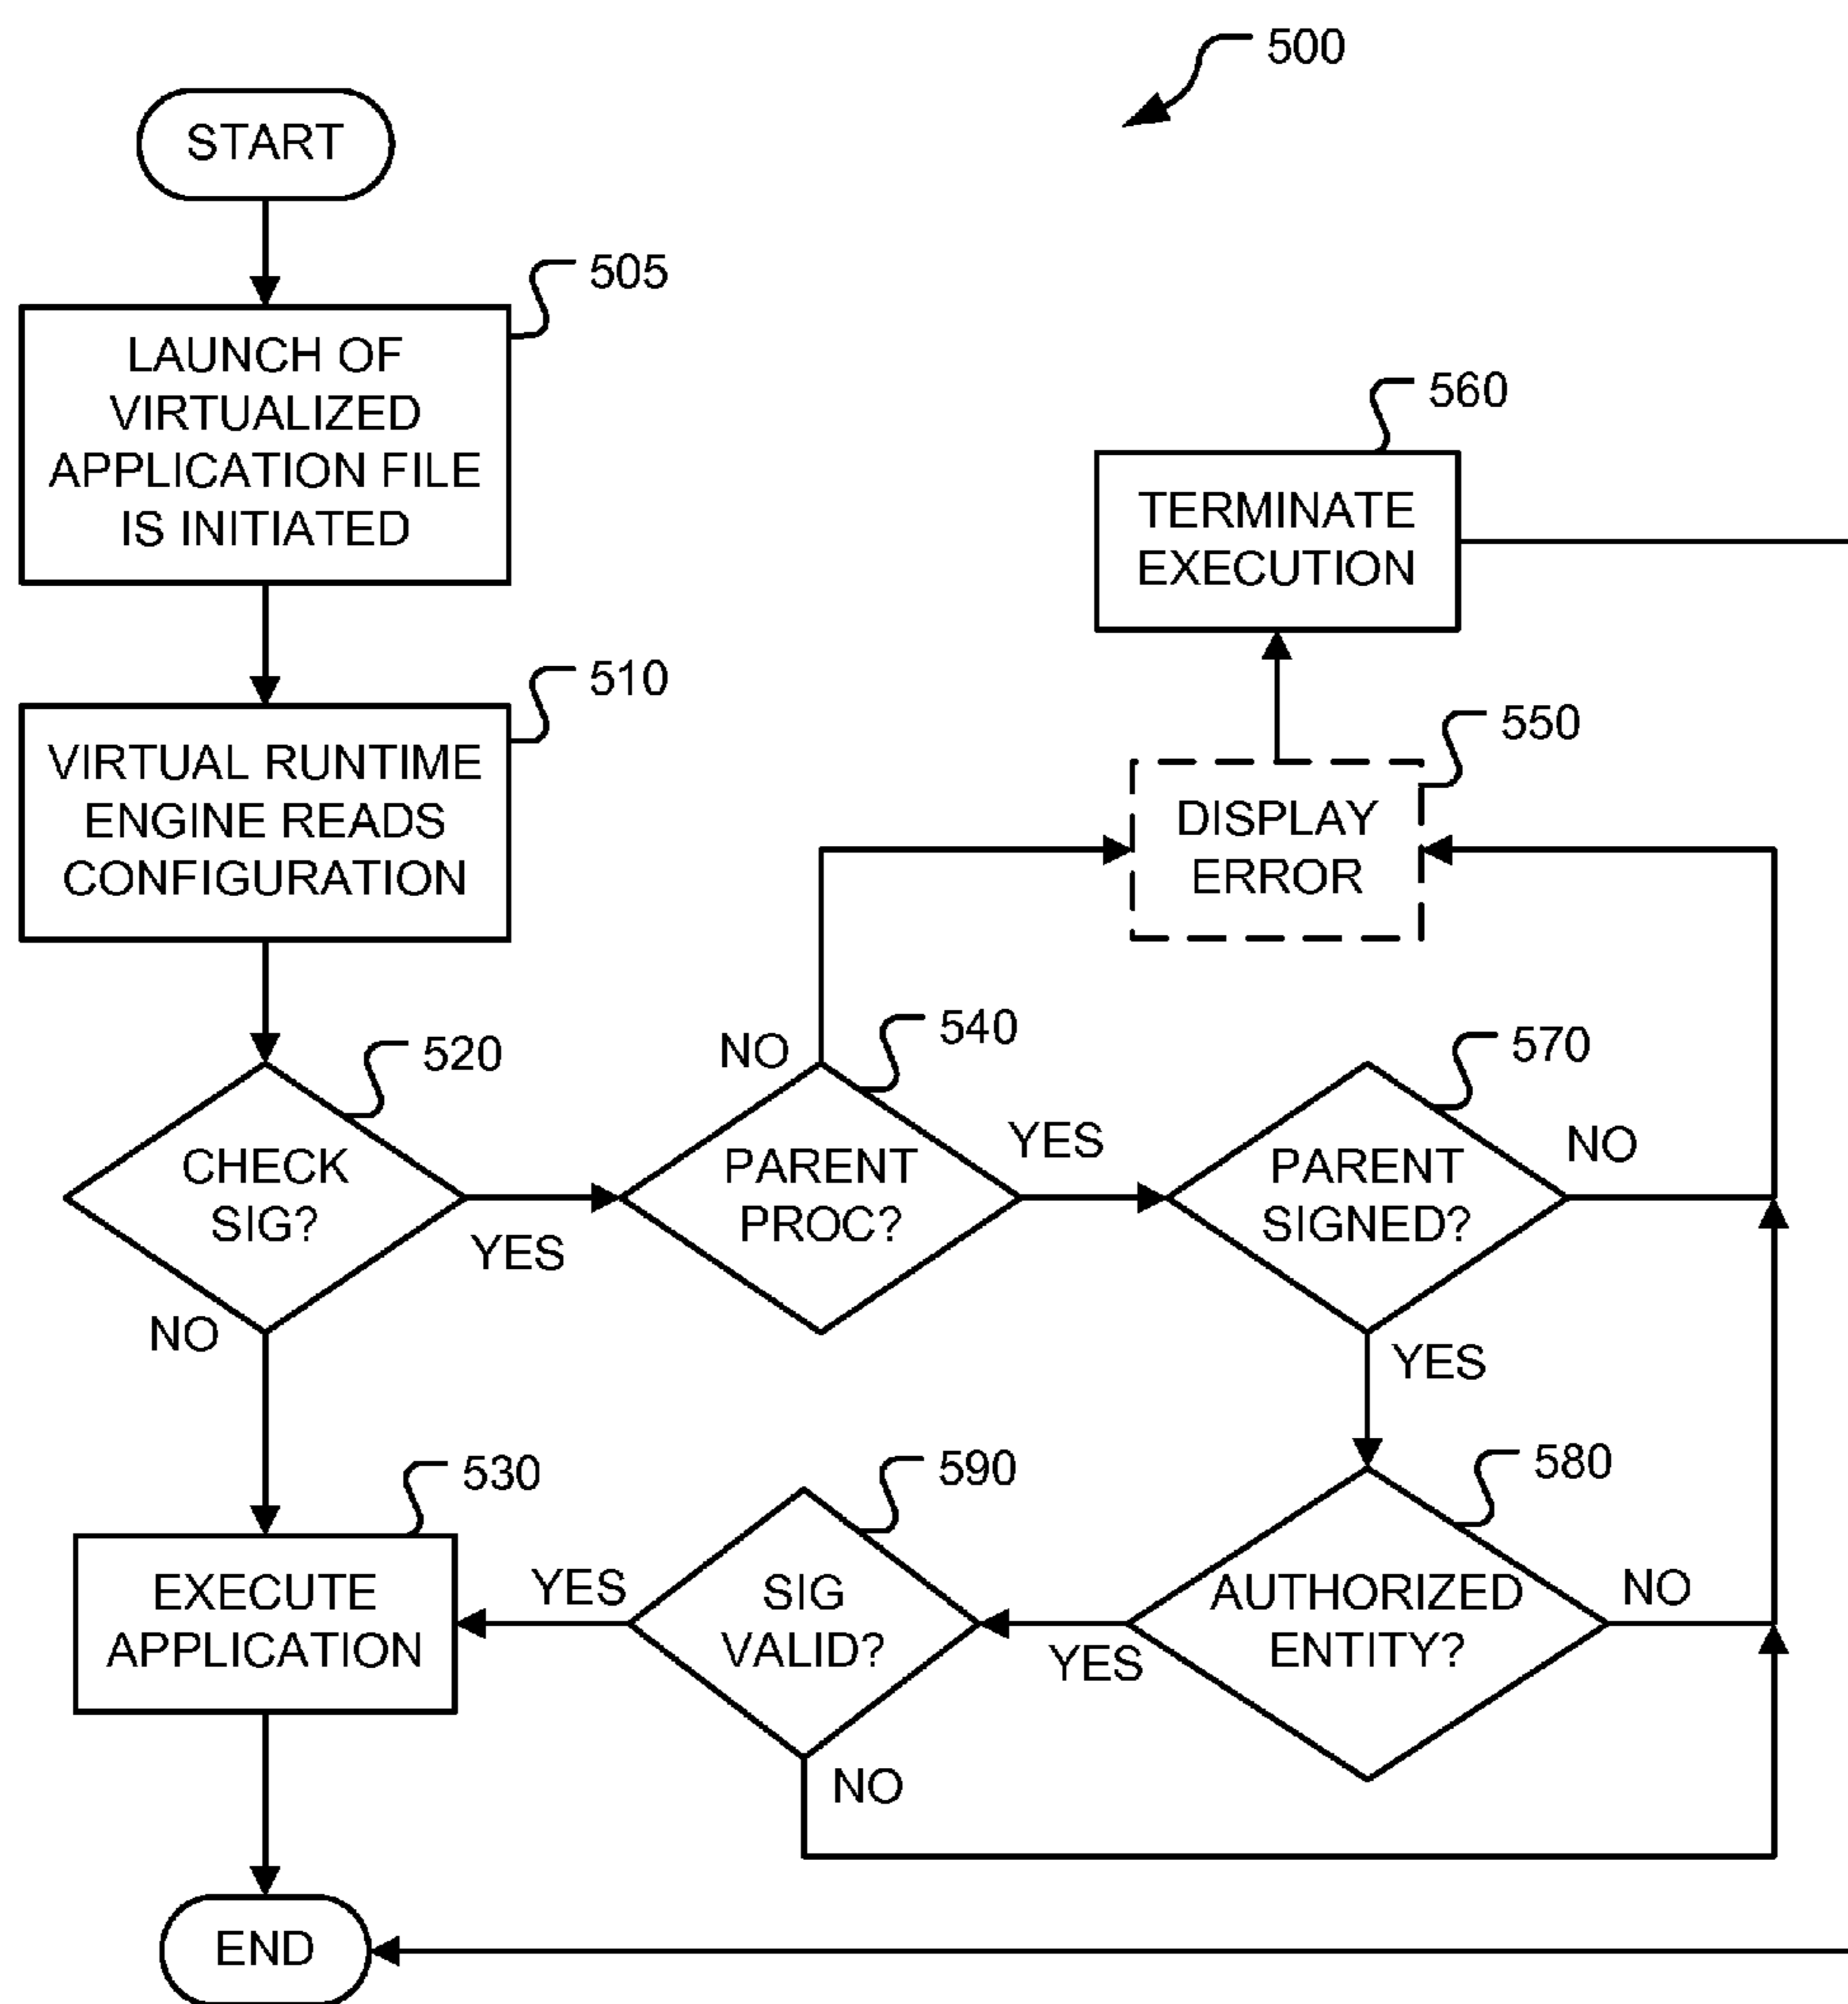 500
START
505
LAUNCH OF
VIRTUALIZED
APPLICATION FILE
IS INITIATED
560
TERMINATE
EXECUTION
510
VIRTUAL RUNTIME
ENGINE READS
CONFIGURATION
550
DISPLAY
ERROR
520
CHECK
SIG?
YES
NO
540
NO
PARENT
PROC?
YES
570
PARENT
SIGNED?
NO
YES
530
EXECUTE
APPLICATION
590
YES
SIG
VALID?
NO
580
AUTHORIZED
ENTITY?
YES
NO
END